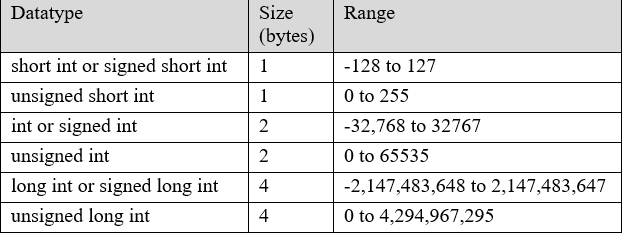 Datatype Size (bytes) Range
short int or signed short int 1 -128 to 127
unsigned short int 1 0 to 255
int or signed int 2 -32,768 to 32767
unsigned int 2 0 to 65535
long int or signed long int 4 -2,147,483,648 to 2,147,483,647
unsigned long int 4 0 to 4,294,967,295